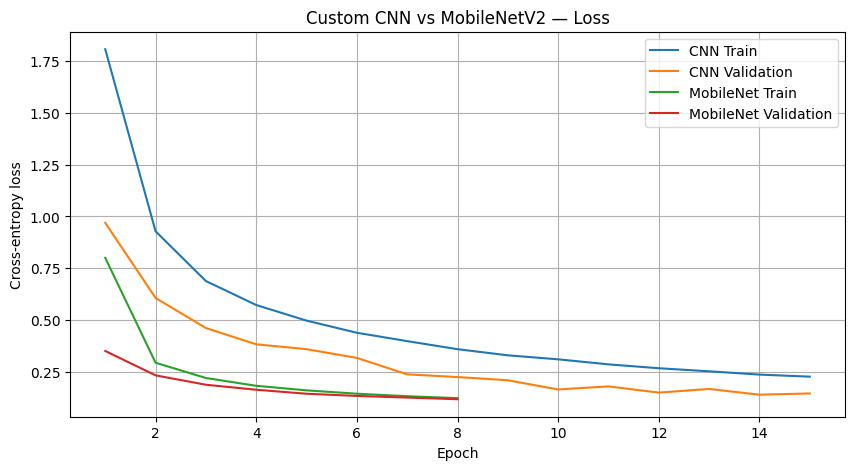 Custom CNN vs MobileNetV2 — Loss
CNN Train
CNN Validation
MobileNet Train
MobileNet Validation
Cross-entropy loss
1.75
1.50
1.25
1.00
0.75
0.50
0.25
2 4 6 8 10 12 14
Epoch